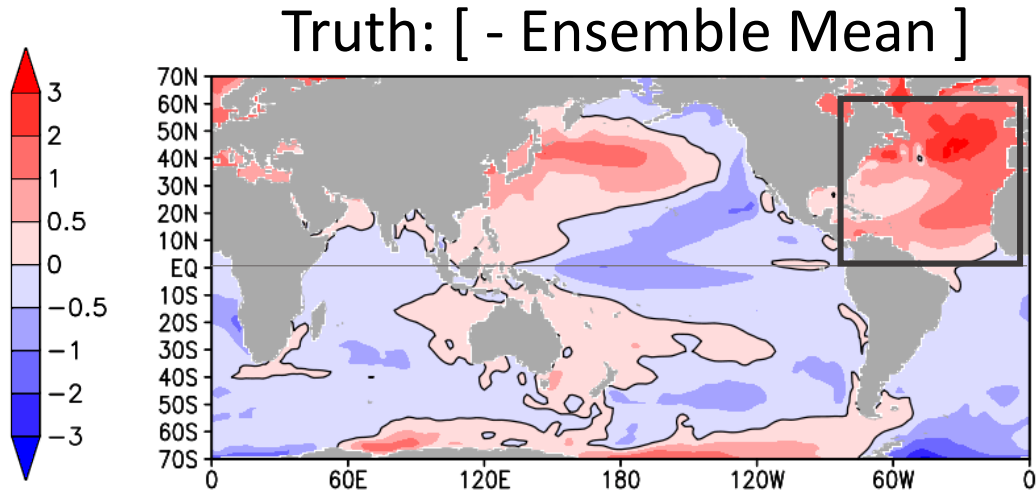 Truth: [ - Ensemble Mean ]
3
2
1
0.5
0
−0.5
−1
−2
−3
70N
60N
50N
40N
30N
20N
10N
EQ
10S
20S
30S
40S
50S
60S
70S
0 60E 120E 180 120W 60W 0